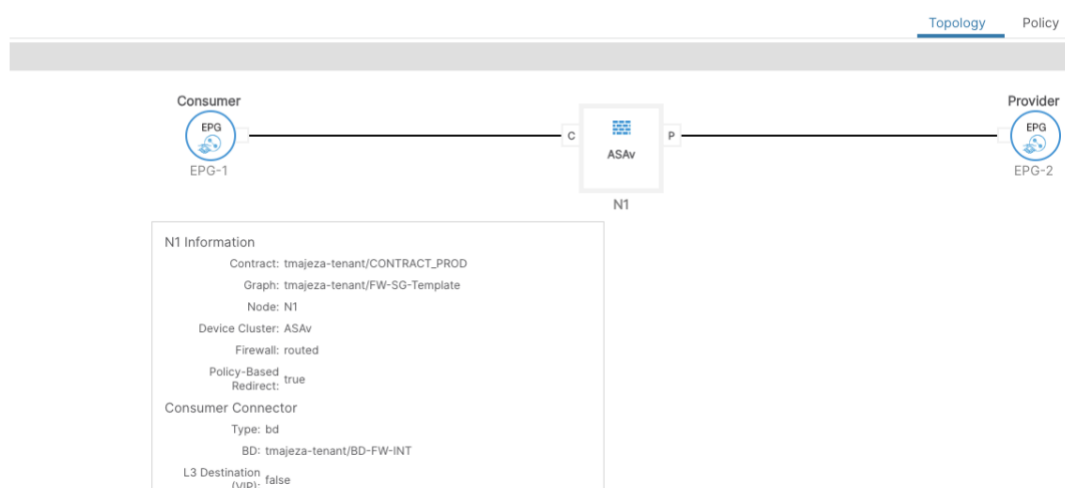 Topology Policy
Consumer Provider
EPG EPG
C P
ASAv
EPG-1 EPG-2
N1
N1 Information
Contract: tmajeza-tenant/CONTRACT_PROD
Graph: tmajeza-tenant/FW-SG-Template
Node: N1
Device Cluster: ASAv
Firewall: routed
Policy-Based
Redirect: true
Consumer Connector
Type: bd
BD: tmajeza-tenant/BD-FW-INT
L3 Destination
(VIP): false